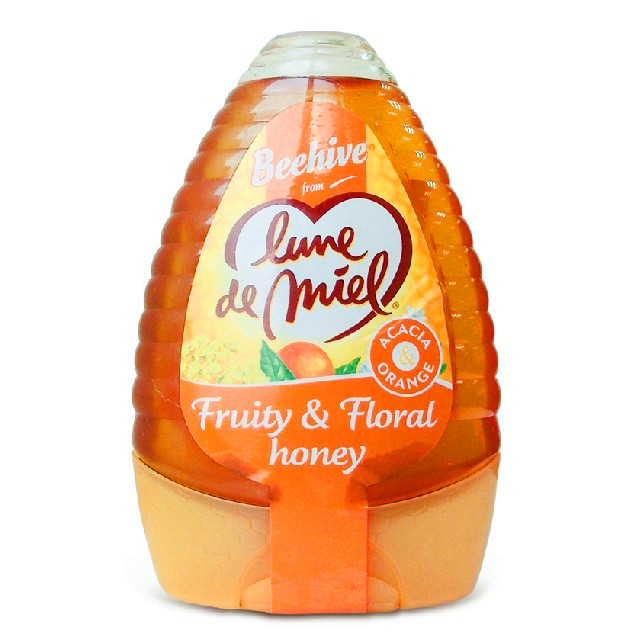 Beehive®
from
lune
de miel®
ACACIA
&
ORANGE
Fruity & Floral
honey